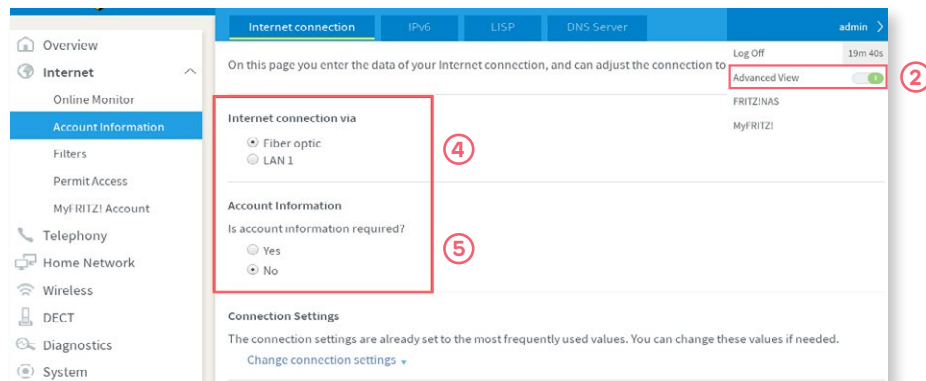 Internet connection
IPv6
LISP
DNS Server
admin
Overview
Internet
Online Monitor
Account Information
Filters
Permit Access
MyFRITZ! Account
Telephony
Home Network
Wireless
DECT
Diagnostics
System
On this page you enter the data of your Internet connection, and can adjust the connection to
Log Off
19m 40s
Advanced View
2
FRITZ!NAS
MyFRITZ!
Internet connection via
Fiber optic
LAN 1
4
Account Information
Is account information required?
Yes
No
5
Connection Settings
The connection settings are already set to the most frequently used values. You can change these values if needed.
Change connection settings